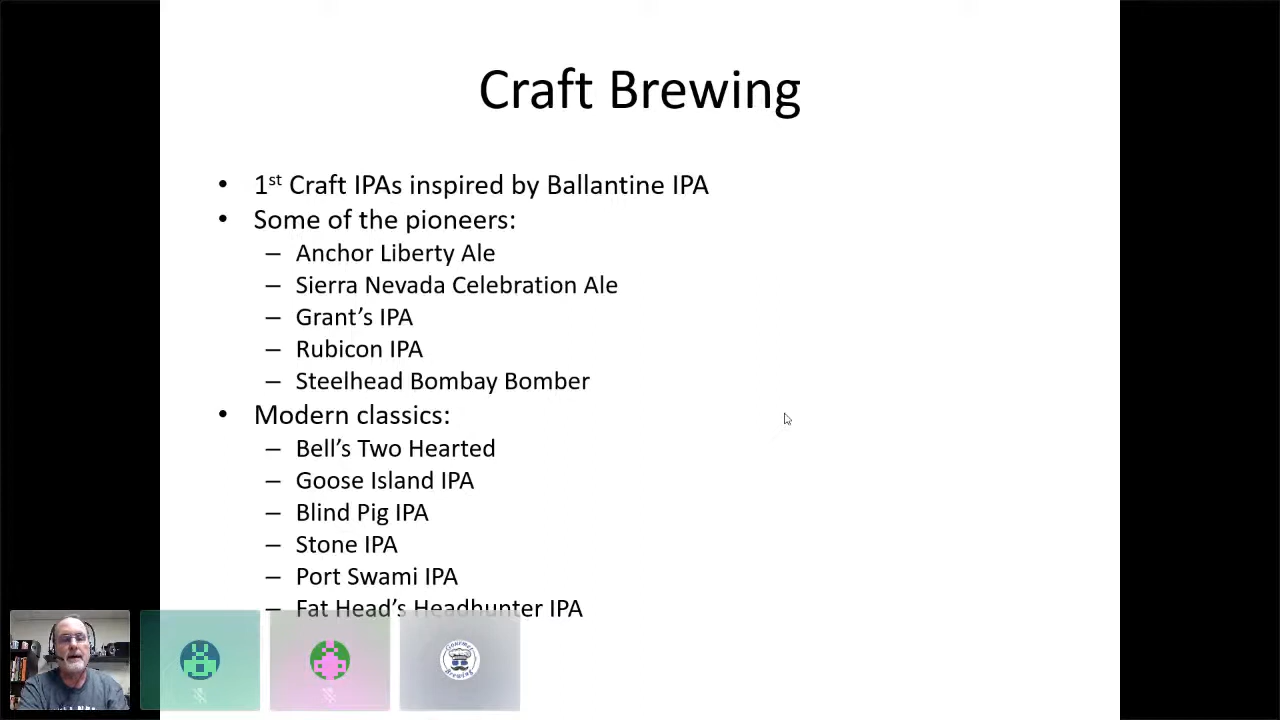 Craft Brewing
• 1st Craft IPAs inspired by Ballantine IPA
• Some of the pioneers:
– Anchor Liberty Ale
– Sierra Nevada Celebration Ale
– Grant’s IPA
– Rubicon IPA
– Steelhead Bombay Bomber
• Modern classics:
– Bell’s Two Hearted
– Goose Island IPA
– Blind Pig IPA
– Stone IPA
– Port Swami IPA
– Fat Head’s Headhunter IPA
Gourmet
Brewing